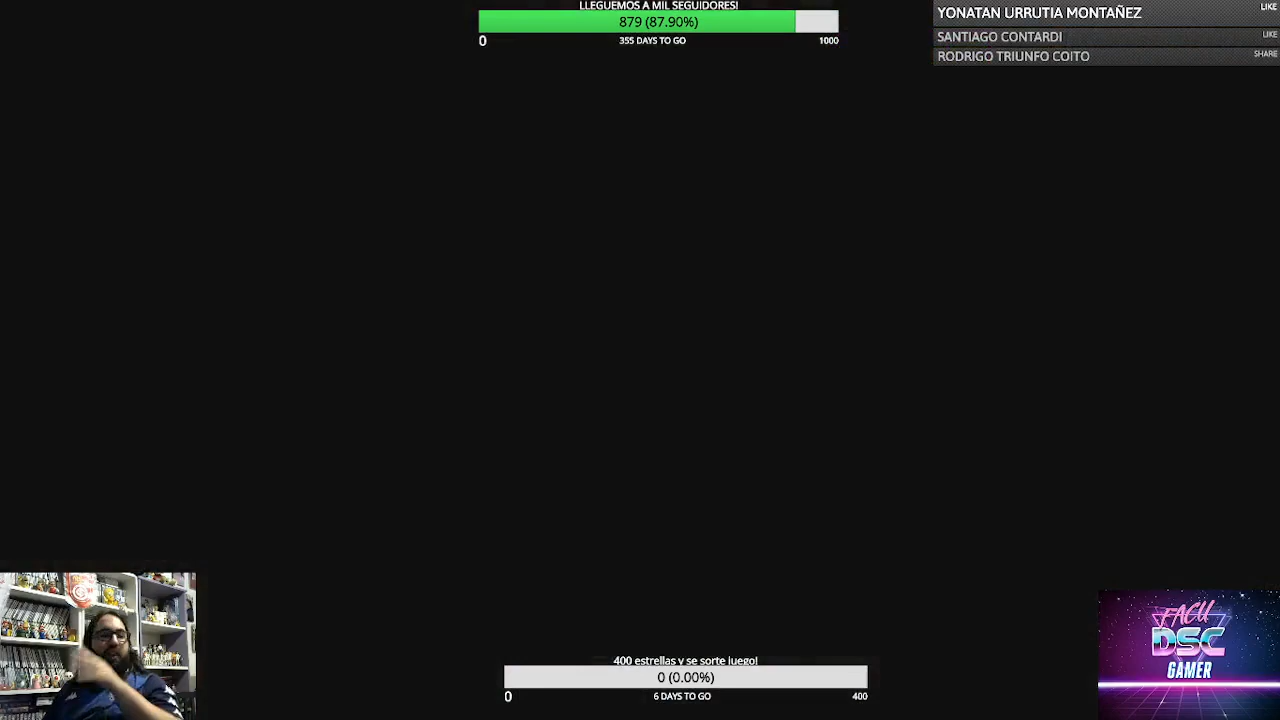 LLEGUEMOS A MIL SEGUIDORES!
879 (87.90%)
0
355 DAYS TO GO
1000
YONATAN URRUTIA MONTAÑEZ
LIKE
SANTIAGO CONTARDI
LIKE
RODRIGO TRIUNFO COITO
SHARE
400 estrellas y se sorte juego!
0 (0.00%)
0
6 DAYS TO GO
400
FACU
DSC
GAMER